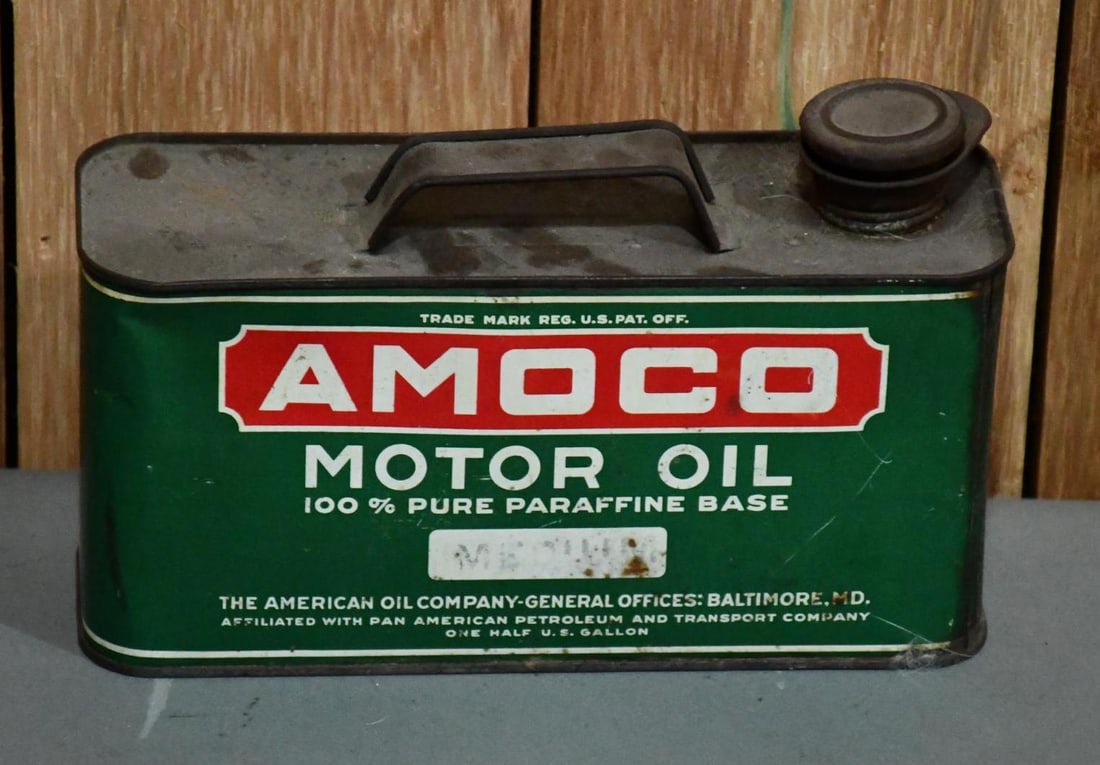 TRADE MARK REG. U.S. PAT. OFF.
AMOCO
MOTOR OIL
100 % PURE PARAFFINE BASE
MEDIUM
THE AMERICAN OIL COMPANY-GENERAL OFFICES: BALTIMORE, MD.
AFFILIATED WITH PAN AMERICAN PETROLEUM AND TRANSPORT COMPANY
ONE HALF U.S. GALLON